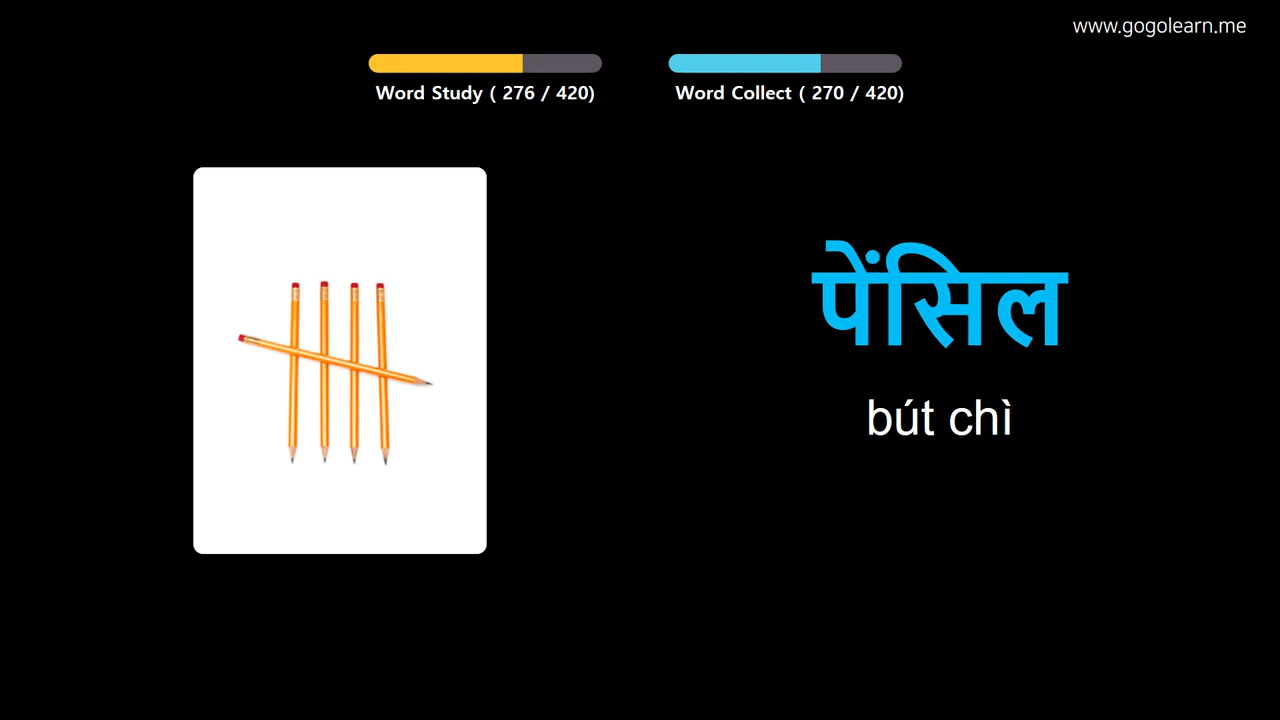 www.gogolearn.me
Word Study ( 276 / 420)
Word Collect ( 270 / 420)
पेंसिल
bút chì